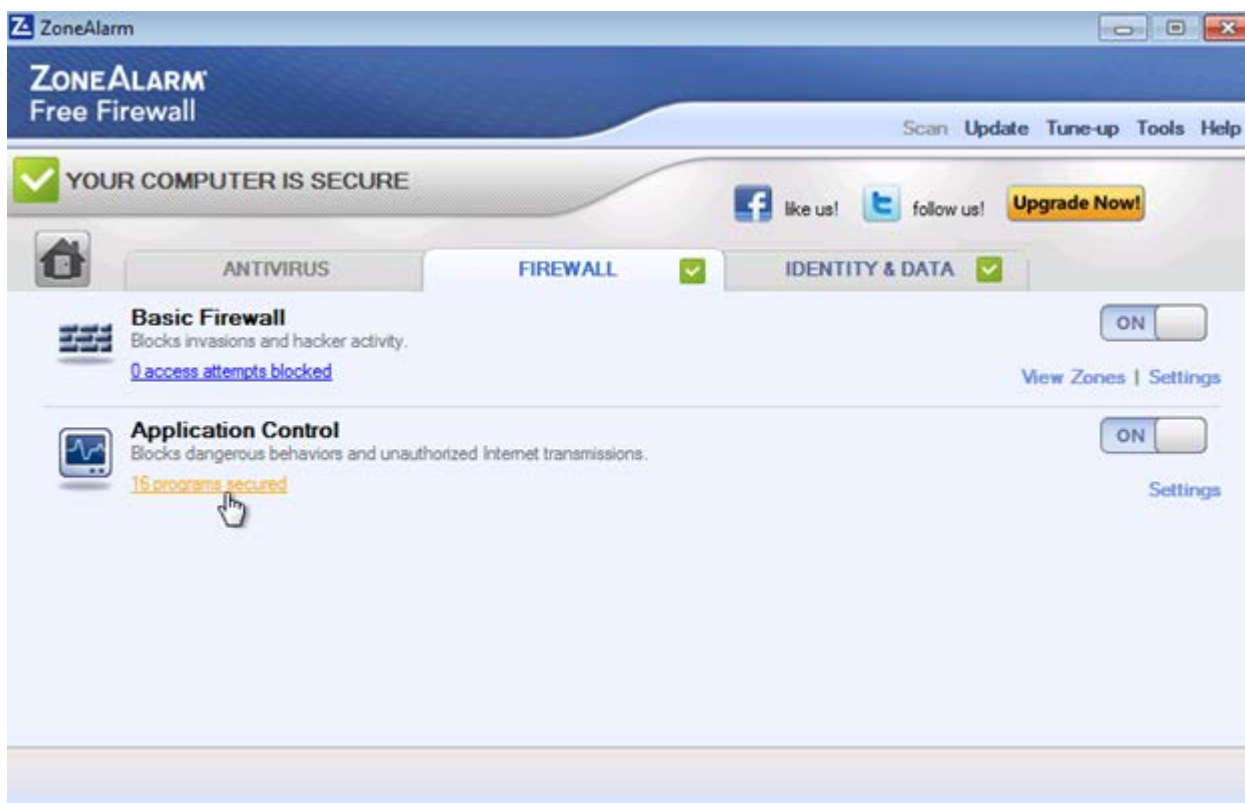 ZoneAlarm
ZONEALARM
Free Firewall
Scan Update Tune-up Tools Help
YOUR COMPUTER IS SECURE
like us! follow us! Upgrade Now!
ANTIVIRUS FIREWALL IDENTITY & DATA
Basic Firewall
Blocks invasions and hacker activity.
ON
0 access attempts blocked
View Zones | Settings
Application Control
Blocks dangerous behaviors and unauthorized Internet transmissions.
ON
16 programs secured
Settings